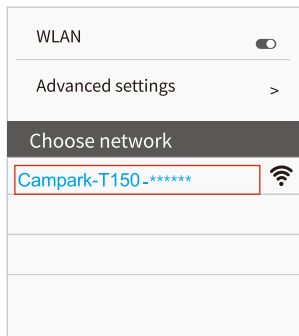 WLAN
Advanced settings >
Choose network
Campark-T150-******